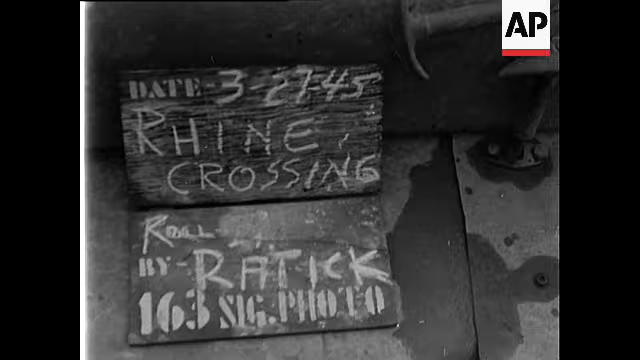 AP
DATE-3-27-45
RHINE,
CROSSING
ROLL-
BY-RATICK
163 SIG.PHOTO